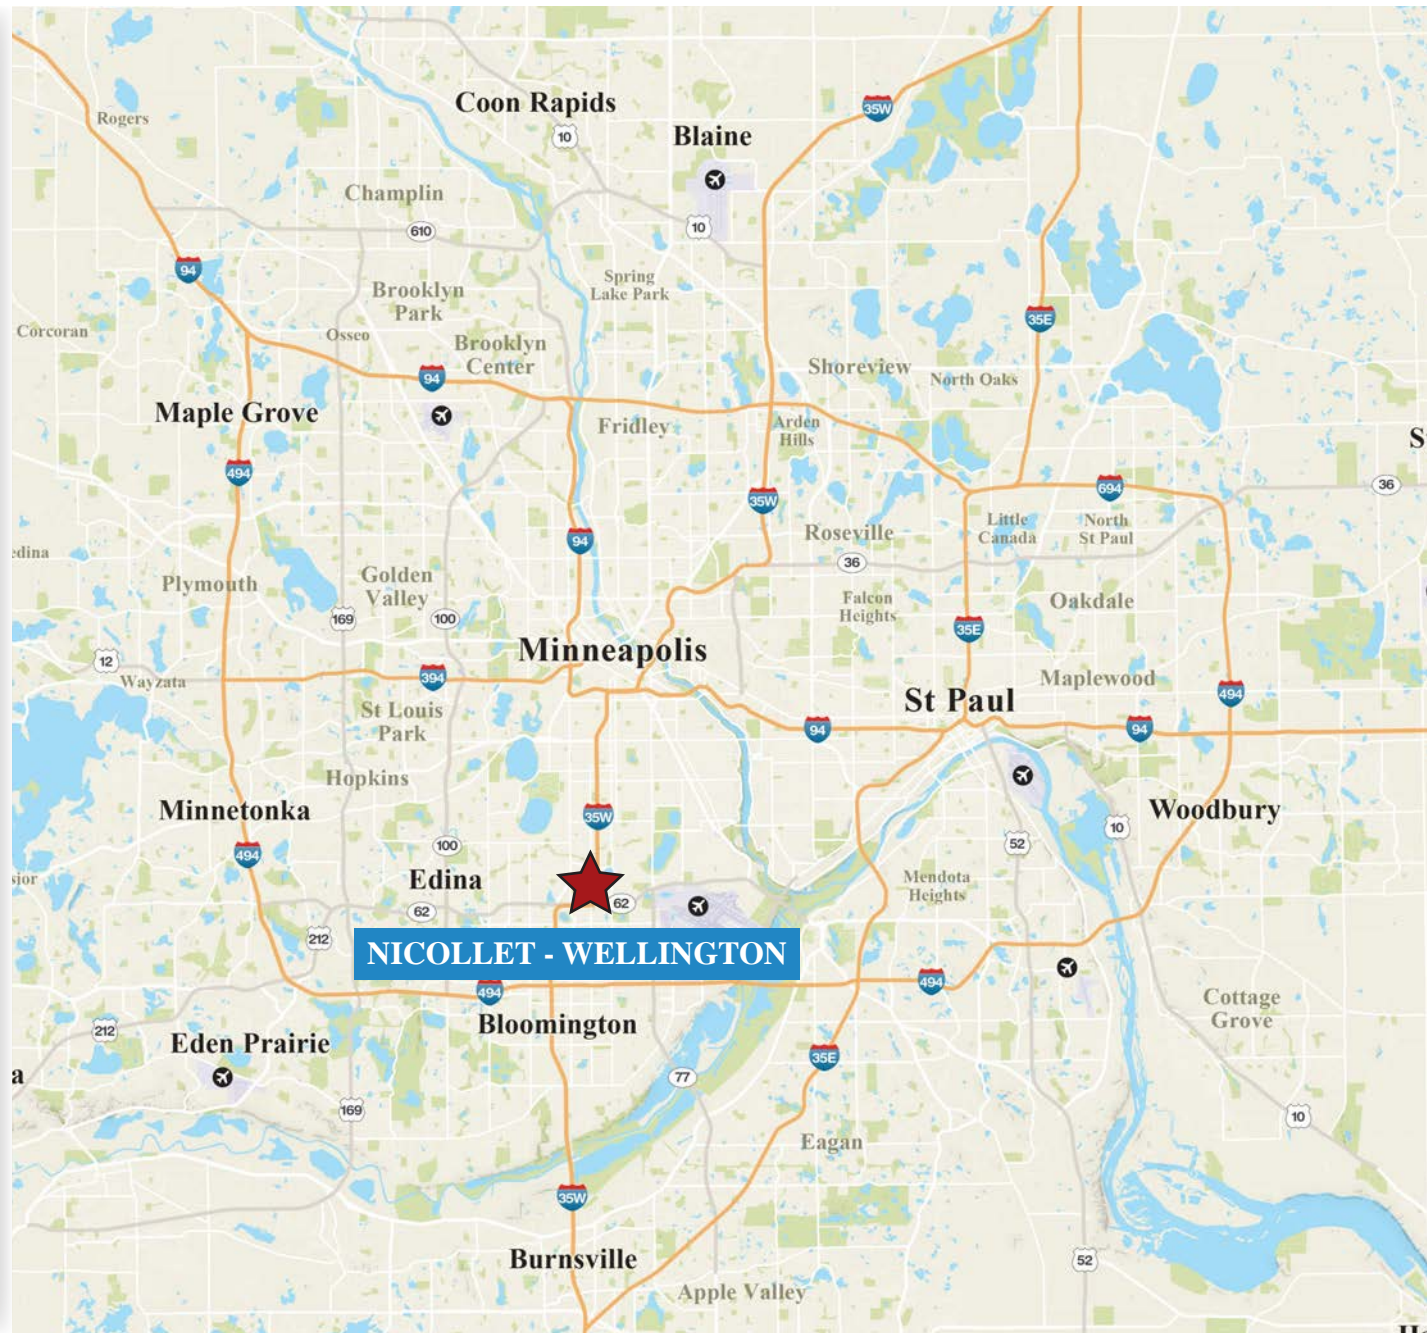 Coon Rapids
35W
Rogers
10
Blaine
Champlin
10
610
94
Spring
Lake Park
Brooklyn
Park
35E
Corcoran
Osseo
Brooklyn
Center
Shoreview
North Oaks
94
Maple Grove
Fridley
Arden
Hills
S
494
36
694
35W
Little
Canada
North
St Paul
Roseville
94
edina
36
Plymouth
Golden
Valley
Falcon
Heights
Oakdale
169
100
35E
Minneapolis
12
Wayzata
394
Maplewood
494
St Paul
St Louis
Park
94
94
Hopkins
Minnetonka
Woodbury
35W
10
52
100
494
sjor
Edina
Mendota
Heights
62
62
212
NICOLLET - WELLINGTON
494
494
Cottage
Grove
Bloomington
212
Eden Prairie
35E
a
77
169
10
Eagan
35W
Burnsville
52
Apple Valley